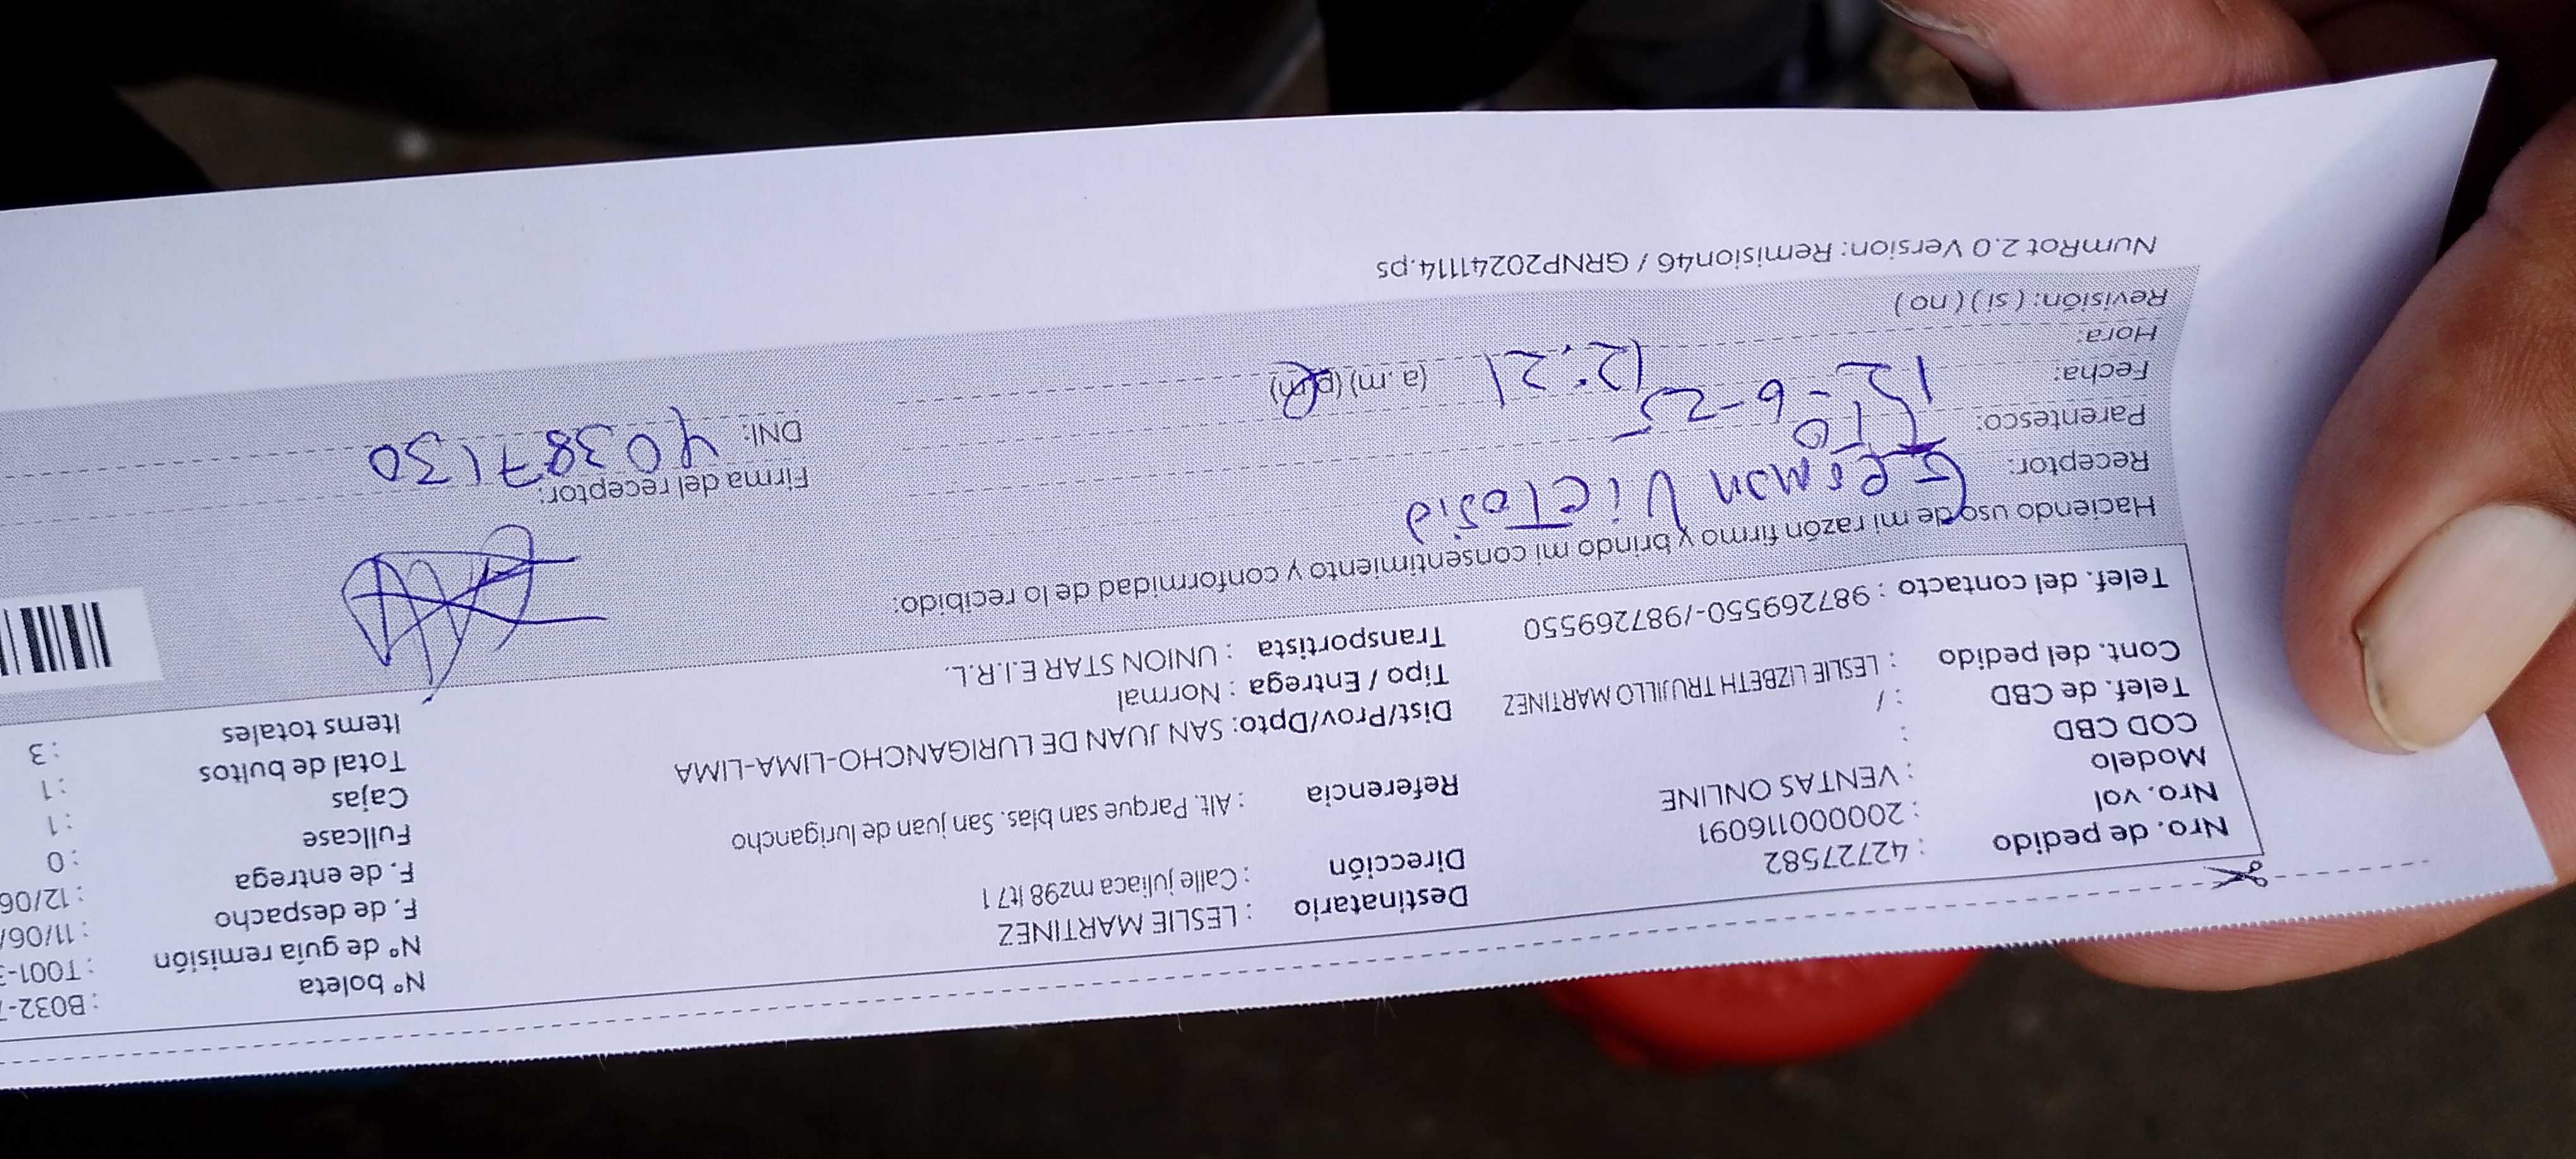 Nro. de pedido : 42727582 Destinatario : LESLIE MARTINEZ Nº boleta : B032-
Nro. vol : 20000116091 Dirección : Calle juliaca mz98 lt7 1 Nº de guía remisión : T001-
Modelo : VENTAS ONLINE Referencia : Alt. Parque san blas. San juan de lurigancho F. de despacho : 11/06/
COD CBD : Dist/Prov/Dpto: SAN JUAN DE LURIGANCHO-LIMA-LIMA F. de entrega : 12/06
Telef. de CBD : / Tipo / Entrega : Normal Fullcase : 0
Cont. del pedido : LESLIE LIZBETH TRUJILLO MARTINEZ Transportista : UNION STAR E.I.R.L. Cajas : 1
Telef. del contacto : 987269550-/987269550 Total de bultos : 1
Items totales : 3
Haciendo uso de mi razón firmo y brindo mi consentimiento y conformidad de lo recibido:
Receptor: German Victoria Firma del receptor:
Parentesco: Tio DNI: 40387130
Fecha: 12-6-25
Hora: 12:21 (a.m) (p.m)
Revisión: ( si ) ( no )
NumRot 2.0 Version: Remision46 / GRNP20241114.ps